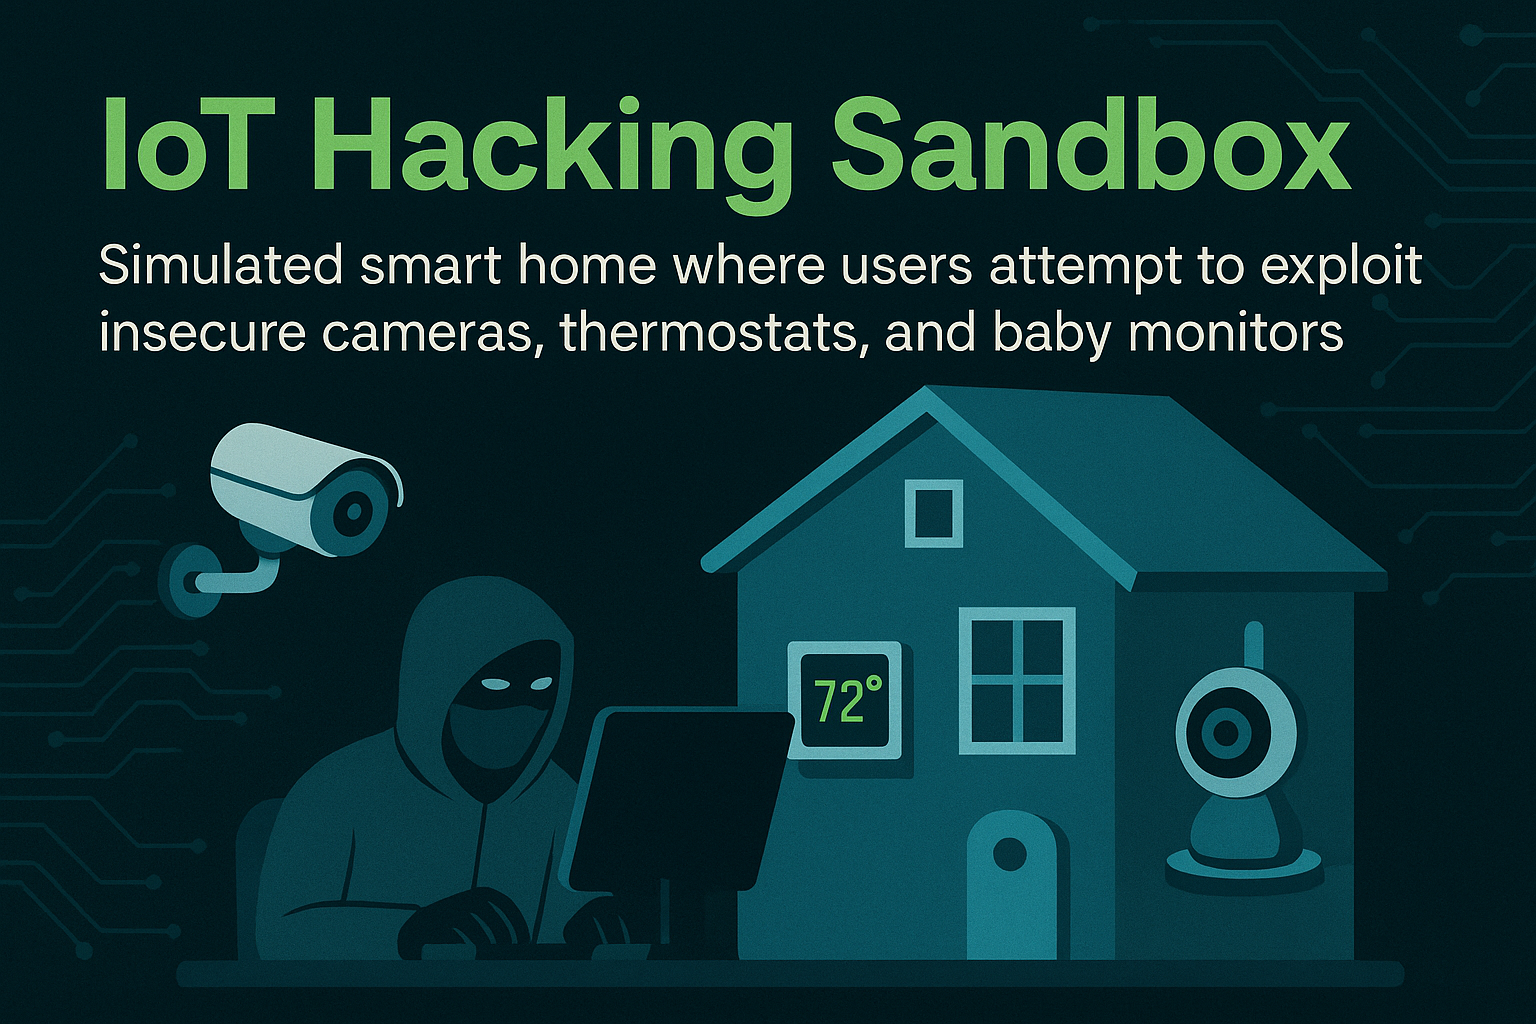 IoT Hacking Sandbox
Simulated smart home where users attempt to exploit
insecure cameras, thermostats, and baby monitors
72°